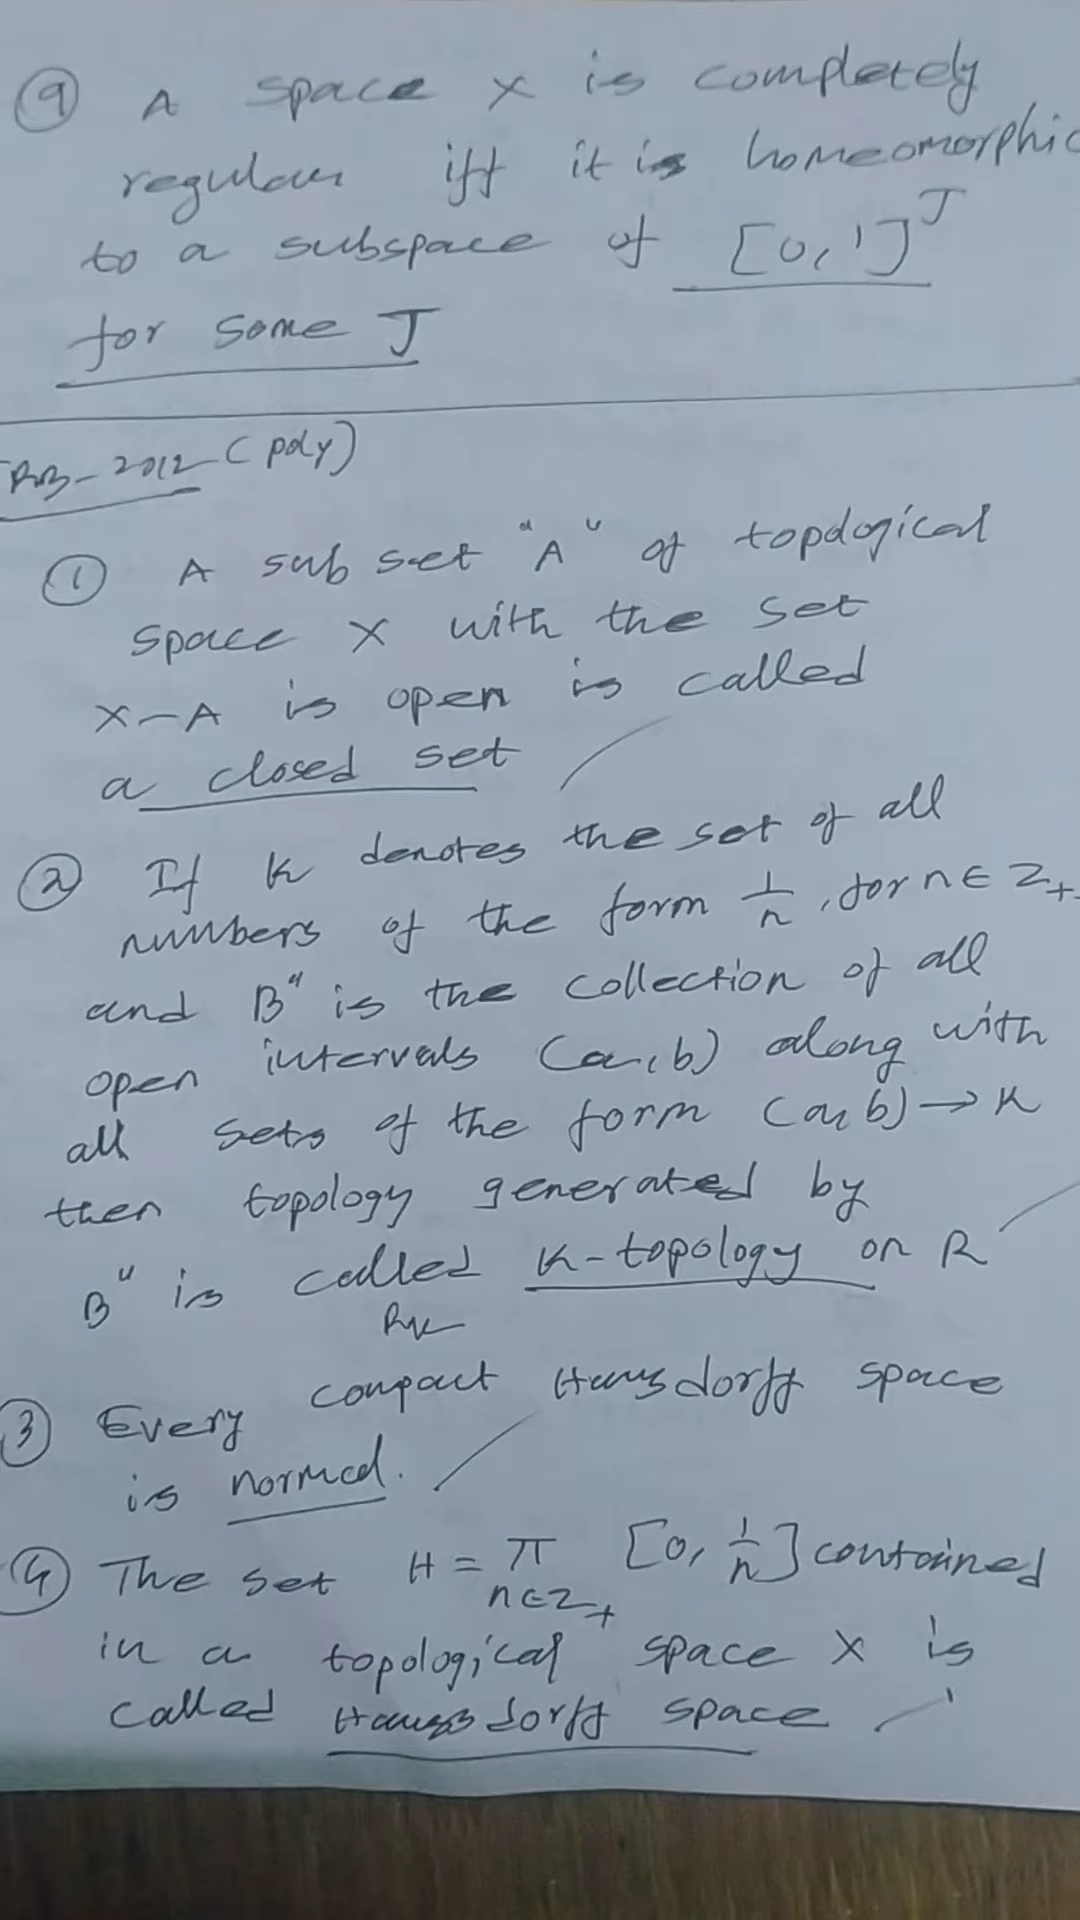 9 A space X is completely
regular iff it is homeomorphic
to a subspace of [0,1]^J
for some J
TRB-2012 (poly)
1 A sub set "A" of topological
space X with the set
X-A is open is called
a closed set
2 If K denotes the set of all
numbers of the form 1/n, for n∈Z+
and B" is the collection of all
open intervals (a,b) along with
all sets of the form (a,b)→K
then topology generated by
B" is called K-topology on R
RK
3 Every compact Hausdorff space
is normal.
4 The set H = π n∈Z+ [0, 1/n] contained
in a topological space X is
called Hausdorff space